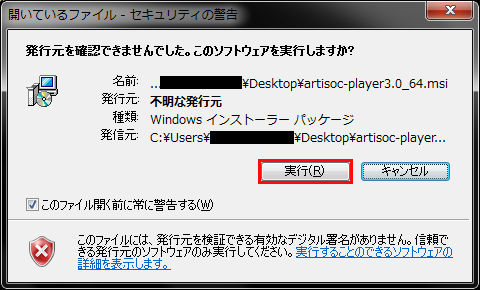 開いているファイル - セキュリティの警告
発行元を確認できませんでした。このソフトウェアを実行しますか?
名前: ...¥Desktop¥artisoc-player3.0_64.msi
発行元: 不明な発行元
種類: Windows インストーラー パッケージ
発信元: C:¥Users¥ ¥Desktop¥artisoc-player...
実行(R) キャンセル
このファイル開く前に常に警告する(W)
このファイルには、発行元を検証できる有効なデジタル署名がありません。信頼で
きる発行元のソフトウェアのみ実行してください。実行することのできるソフトウェアの
詳細を表示します。